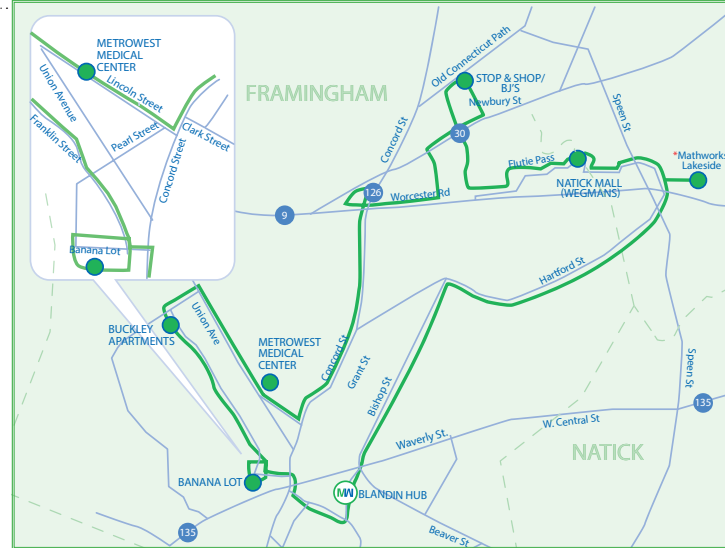 METROWEST
MEDICAL
CENTER
Union Avenue
Lincoln Street
Franklin Street
Pearl Street
Clark Street
Concord Street
Banana Lot
FRAMINGHAM
Old Connecticut Path
STOP & SHOP/
BJ'S
Newbury St
Concord St
30
Speen St
Flutie Pass
*Mathworks
Lakeside
NATICK MALL
(WEGMANS)
126
Worcester Rd
9
Hartford St
Union Ave
BUCKLEY
APARTMENTS
METROWEST
MEDICAL
CENTER
Concord St
Grant St
Bishop St
Speen St
135
W. Central St
Waverly St.
NATICK
BANANA LOT
MW
BLANDIN HUB
135
Beaver St